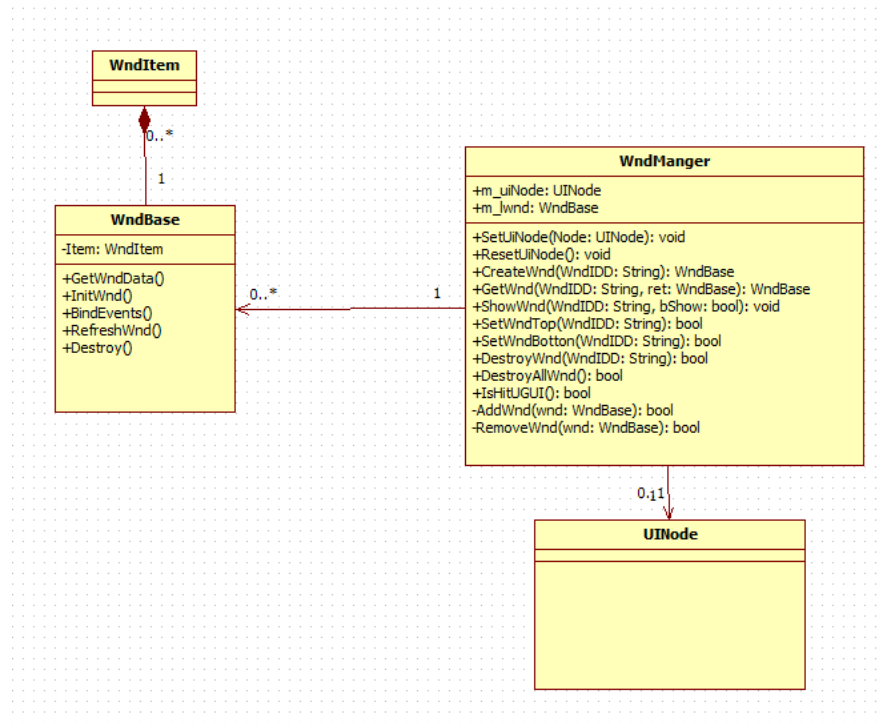 WndItem
0..*
1
WndBase
-Item: WndItem
+GetWndData()
+InitWnd()
+BindEvents()
+RefreshWnd()
+Destroy()
0..*
1
WndManger
+m_uiNode: UINode
+m_lwnd: WndBase
+SetUiNode(Node: UINode): void
+ResetUiNode(): void
+CreateWnd(WndIDD: String): WndBase
+GetWnd(WndIDD: String, ret: WndBase): WndBase
+ShowWnd(WndIDD: String, bShow: bool): void
+SetWndTop(WndIDD: String): bool
+SetWndBotton(WndIDD: String): bool
+DestroyWnd(WndIDD: String): bool
+DestroyAllWnd(): bool
+IsHitUGUI(): bool
-AddWnd(wnd: WndBase): bool
-RemoveWnd(wnd: WndBase): bool
UINode